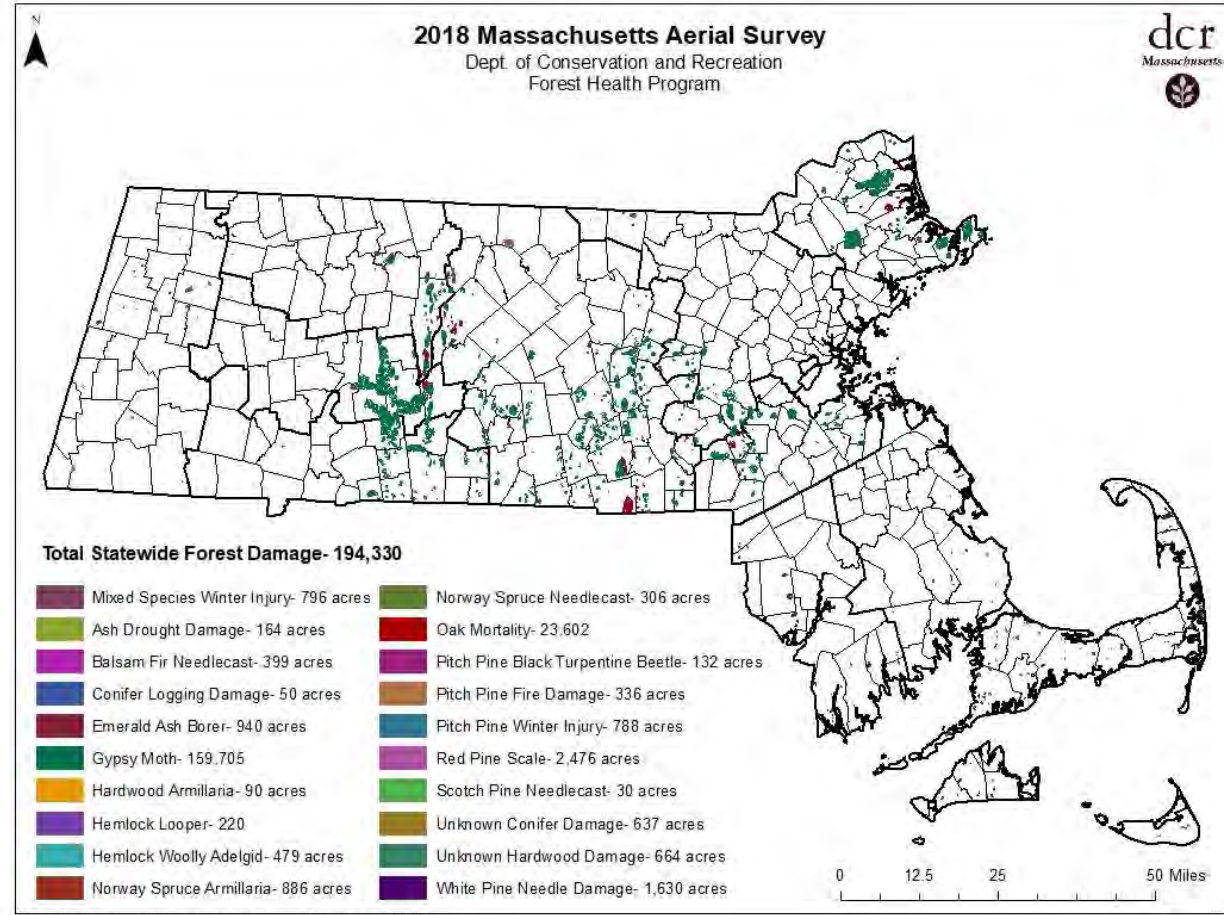 N
2018 Massachusetts Aerial Survey
Dept. of Conservation and Recreation
Forest Health Program
dcr
Massachusetts
Total Statewide Forest Damage- 194,330
Mixed Species Winter Injury- 796 acres
Ash Drought Damage- 164 acres
Balsam Fir Needlecast- 399 acres
Conifer Logging Damage- 50 acres
Emerald Ash Borer- 940 acres
Gypsy Moth- 159,705
Hardwood Armillaria- 90 acres
Hemlock Looper- 220
Hemlock Woolly Adelgid- 479 acres
Norway Spruce Armillaria- 886 acres
Norway Spruce Needlecast- 306 acres
Oak Mortality- 23,602
Pitch Pine Black Turpentine Beetle- 132 acres
Pitch Pine Fire Damage- 336 acres
Pitch Pine Winter Injury- 788 acres
Red Pine Scale- 2,476 acres
Scotch Pine Needlecast- 30 acres
Unknown Conifer Damage- 637 acres
Unknown Hardwood Damage- 664 acres
White Pine Needle Damage- 1,630 acres
0 12.5 25 50 Miles